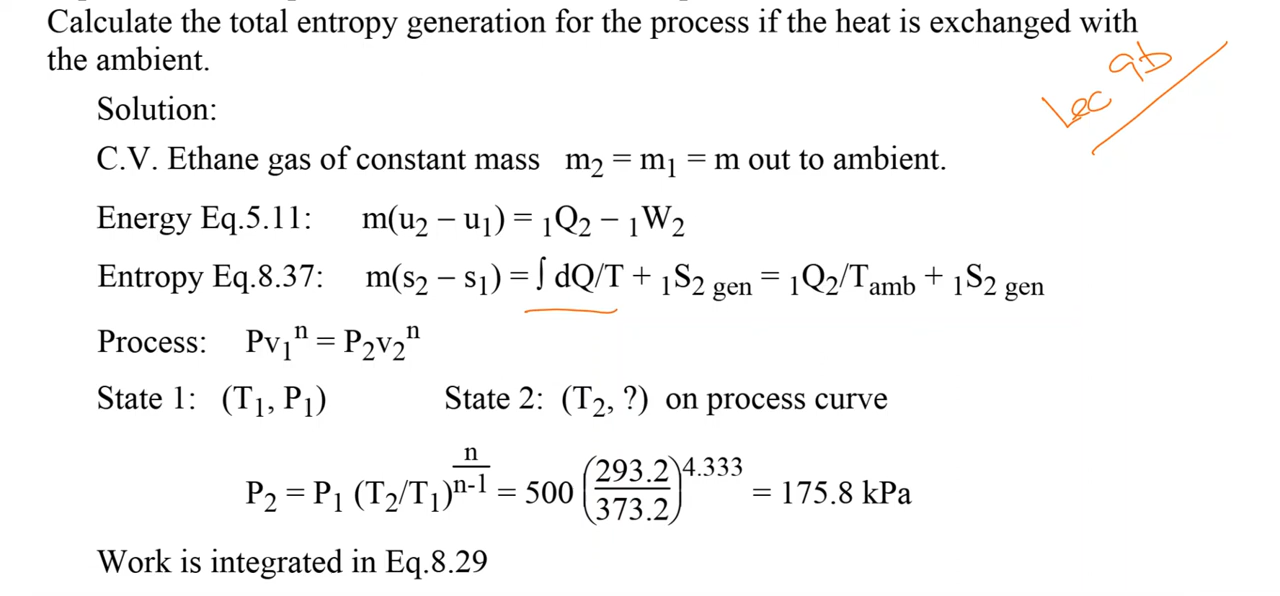 Calculate the total entropy generation for the process if the heat is exchanged with
the ambient.
Lec 9b
Solution:
C.V. Ethane gas of constant mass m₂ = m₁ = m out to ambient.
Energy Eq.5.11: m(u₂ − u₁) = ₁Q₂ − ₁W₂
Entropy Eq.8.37: m(s₂ − s₁) = ∫ dQ/T + ₁S₂ gen = ₁Q₂/Tamb + ₁S₂ gen
Process: Pv₁ⁿ = P₂v₂ⁿ
State 1: (T₁, P₁) State 2: (T₂, ?) on process curve
P₂ = P₁ (T₂/T₁)^(n/(n-1)) = 500 (293.2/373.2)^4.333 = 175.8 kPa
Work is integrated in Eq.8.29